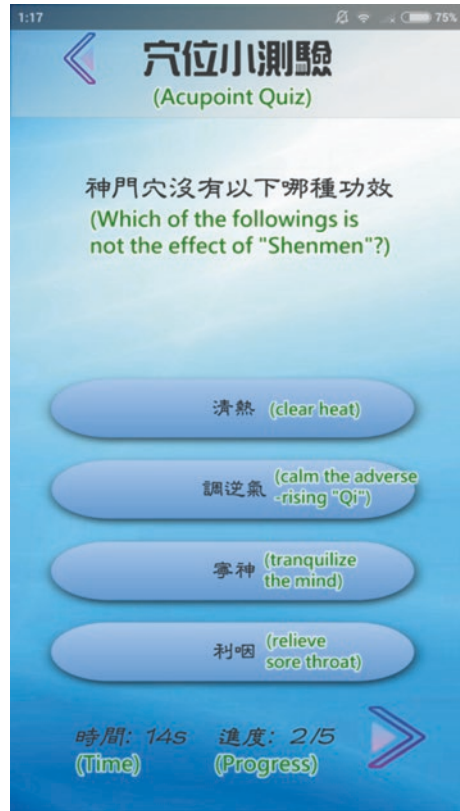 1:17 75%
穴位小測驗
(Acupoint Quiz)
神門穴沒有以下哪種功效
(Which of the followings is
not the effect of "Shenmen"?)
清熱 (clear heat)
調逆氣 (calm the adverse
-rising "Qi")
寧神 (tranquilize
the mind)
利咽 (relieve
sore throat)
時間: 14s 進度: 2/5
(Time) (Progress)